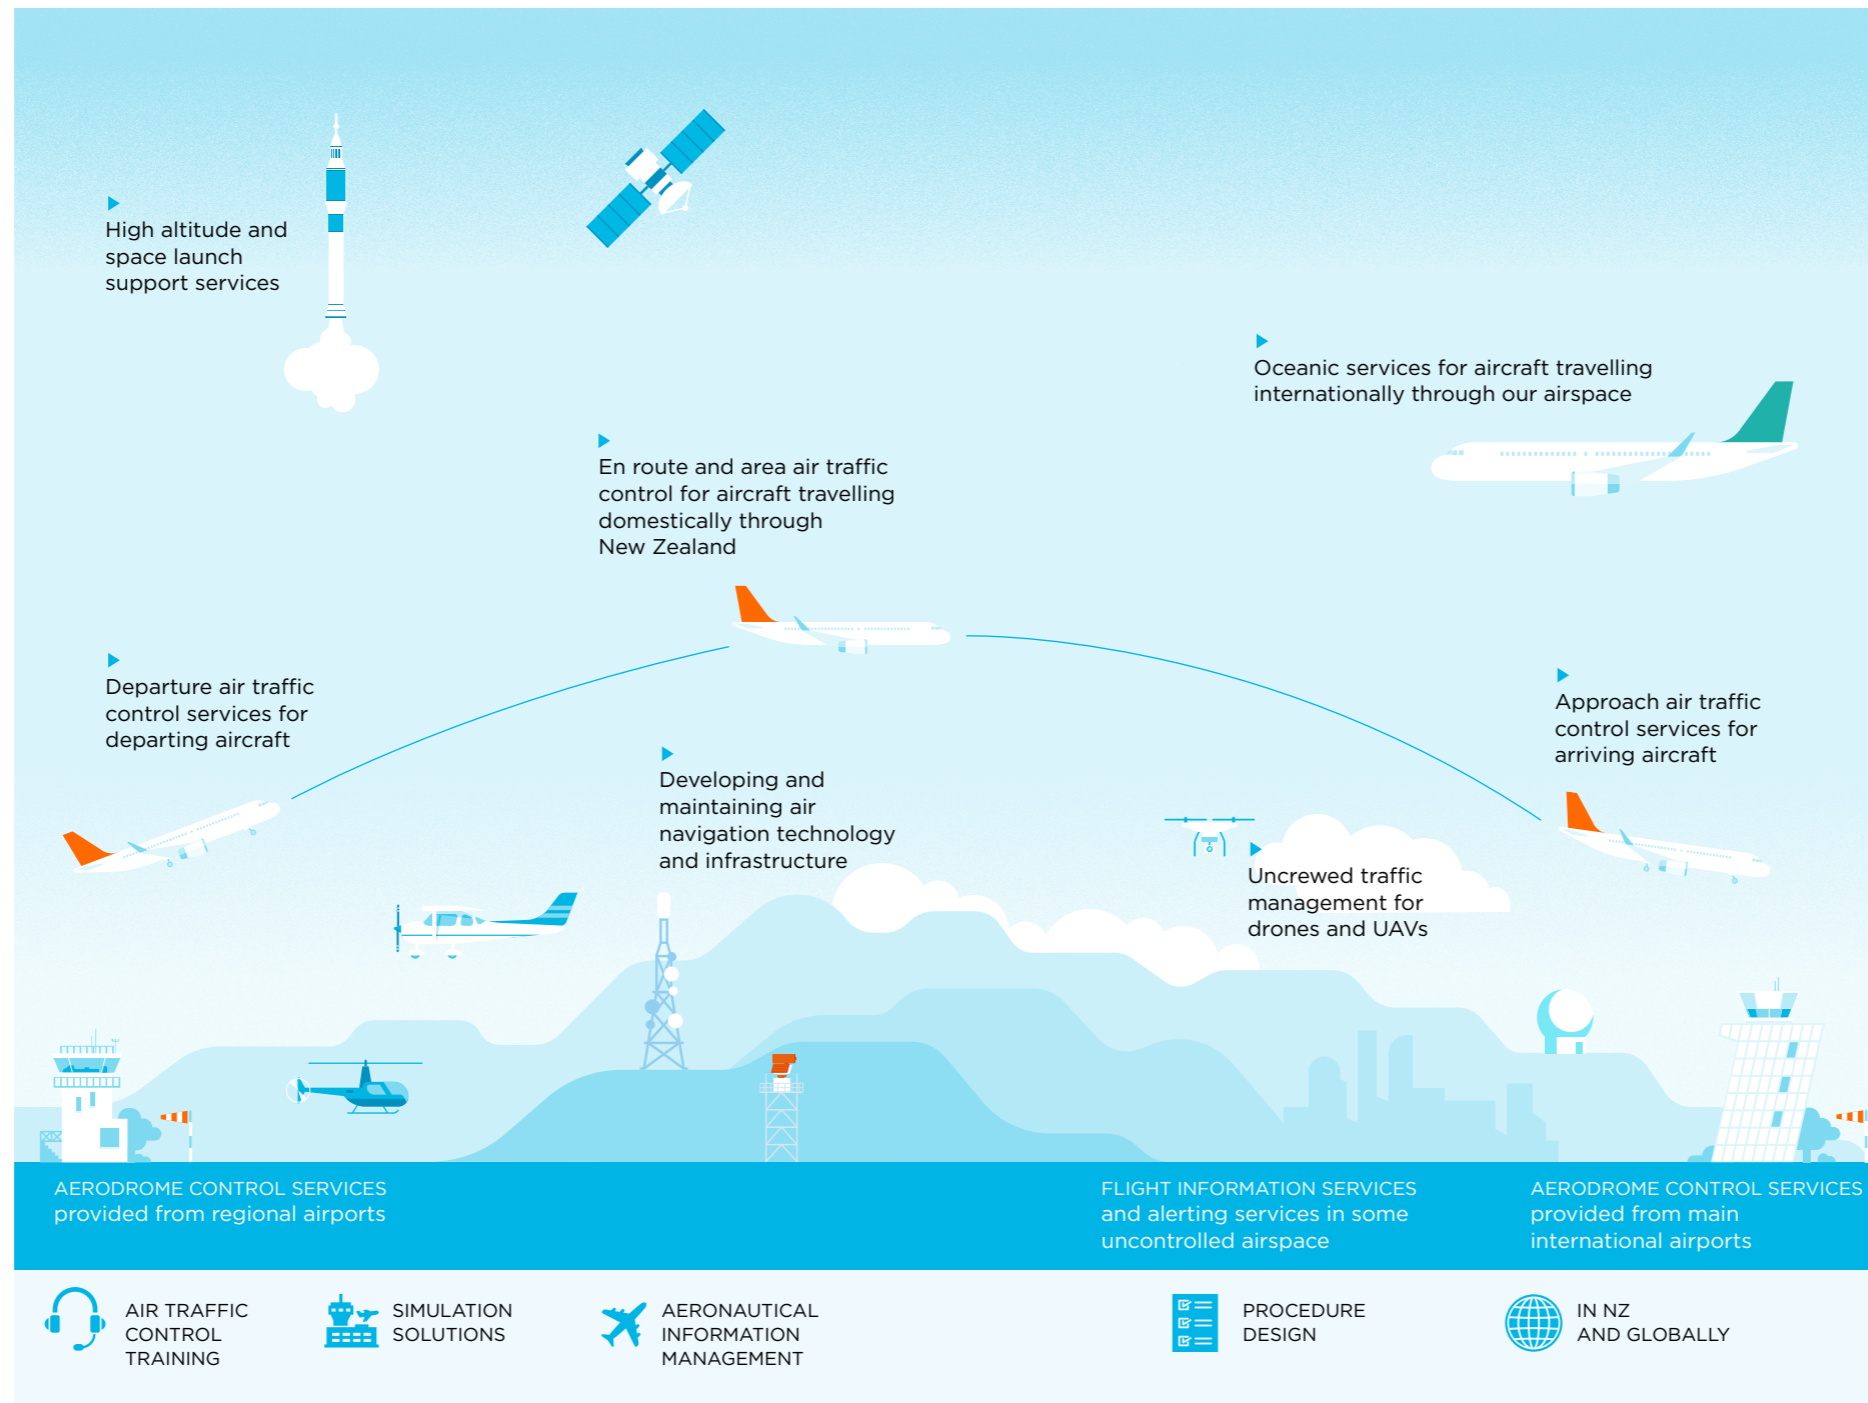 High altitude and
space launch
support services
Oceanic services for aircraft travelling
internationally through our airspace
En route and area air traffic
control for aircraft travelling
domestically through
New Zealand
Departure air traffic
control services for
departing aircraft
Approach air traffic
control services for
arriving aircraft
Developing and
maintaining air
navigation technology
and infrastructure
Uncrewed traffic
management for
drones and UAVs
AERODROME CONTROL SERVICES
provided from regional airports
FLIGHT INFORMATION SERVICES
and alerting services in some
uncontrolled airspace
AERODROME CONTROL SERVICES
provided from main
international airports
AIR TRAFFIC
CONTROL
TRAINING
SIMULATION
SOLUTIONS
AERONAUTICAL
INFORMATION
MANAGEMENT
PROCEDURE
DESIGN
IN NZ
AND GLOBALLY